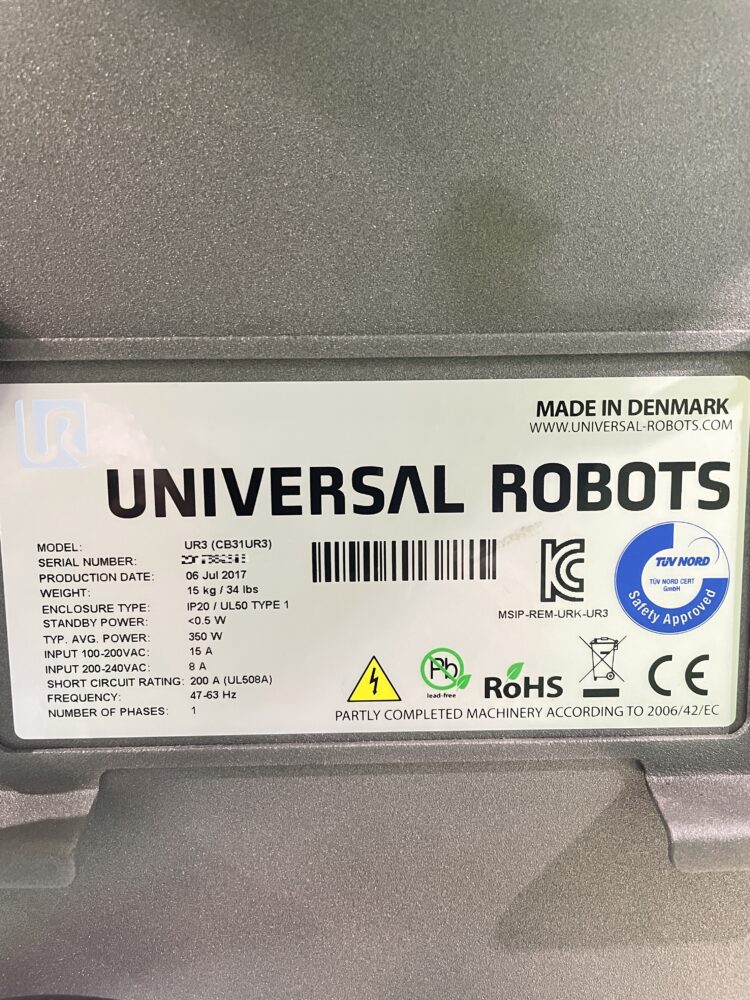 UR
MADE IN DENMARK
WWW.UNIVERSAL-ROBOTS.COM
UNIVERSAL ROBOTS
MODEL: UR3 (CB31UR3)
SERIAL NUMBER:
PRODUCTION DATE: 06 Jul 2017
WEIGHT: 15 kg / 34 lbs
ENCLOSURE TYPE: IP20 / UL50 TYPE 1
STANDBY POWER: <0.5 W
TYP. AVG. POWER: 350 W
INPUT 100-200VAC: 15 A
INPUT 200-240VAC: 8 A
SHORT CIRCUIT RATING: 200 A (UL508A)
FREQUENCY: 47-63 Hz
NUMBER OF PHASES: 1
MSIP-REM-URK-UR3
TÜV NORD
TÜV NORD CERT
GmbH
Safety Approved
Pb
lead-free
RoHS
CE
PARTLY COMPLETED MACHINERY ACCORDING TO 2006/42/EC